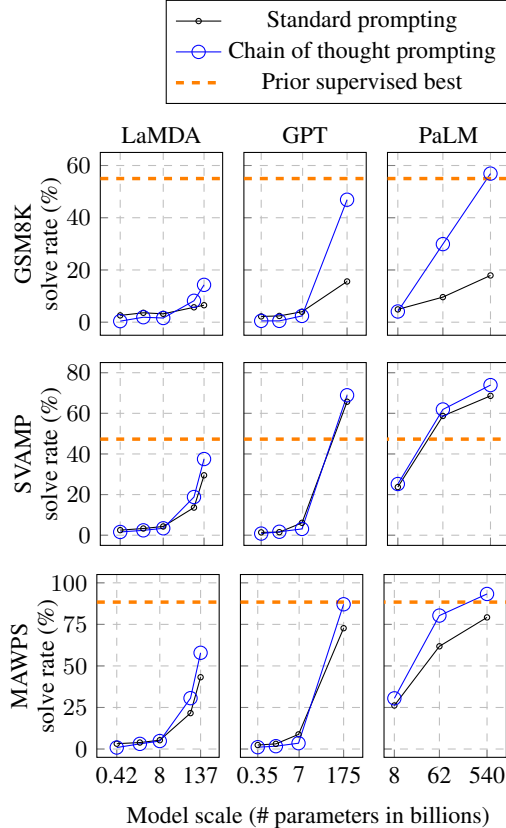 Standard prompting
Chain of thought prompting
Prior supervised best
LaMDA GPT PaLM
GSM8K
solve rate (%)
60
40
20
0
SVAMP
solve rate (%)
80
60
40
20
0
MAWPS
solve rate (%)
100
75
50
25
0
0.42 8 137 0.35 7 175 8 62 540
Model scale (# parameters in billions)